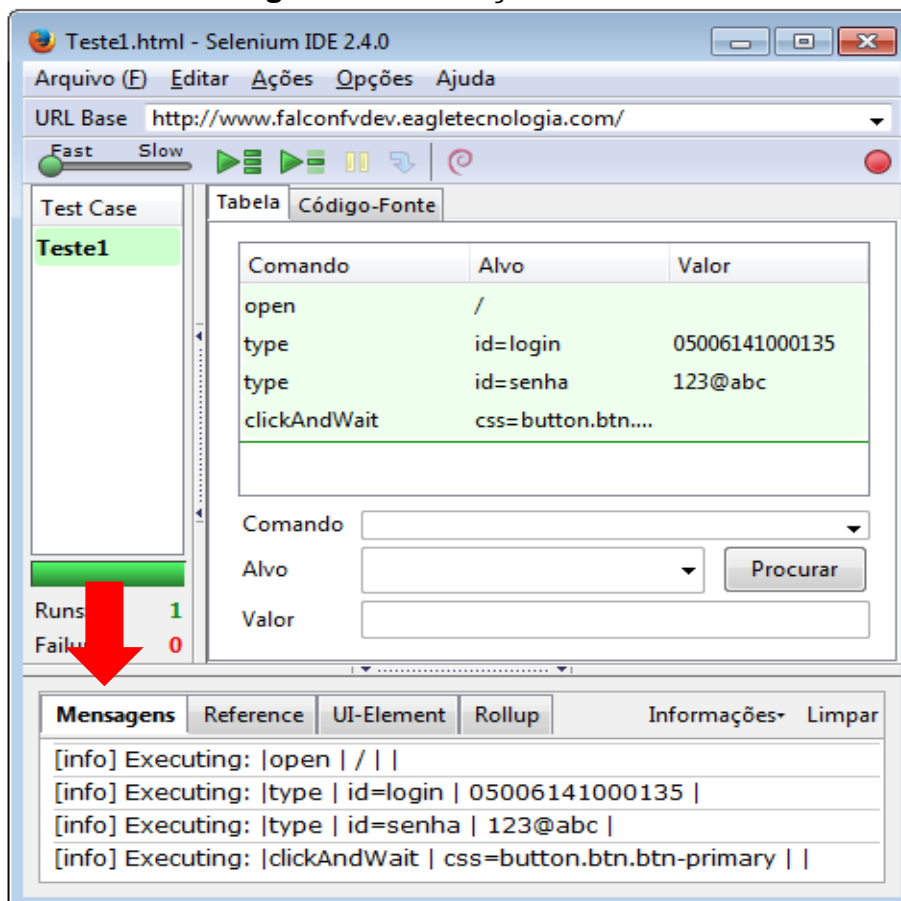 Teste1.html - Selenium IDE 2.4.0
Arquivo (F) Editar Ações Opções Ajuda
URL Base http://www.falconfvdev.eagletecnologia.com/
Fast Slow
Test Case
Teste1
Tabela Código-Fonte
Comando Alvo Valor
open /
type id=login 05006141000135
type id=senha 123@abc
clickAndWait css=button.btn....
Comando
Alvo Procurar
Valor
Runs 1
0
Mensagens Reference UI-Element Rollup Informações Limpar
[info] Executing: |open | / | |
[info] Executing: |type | id=login | 05006141000135 |
[info] Executing: |type | id=senha | 123@abc |
[info] Executing: |clickAndWait | css=button.btn.btn-primary | |